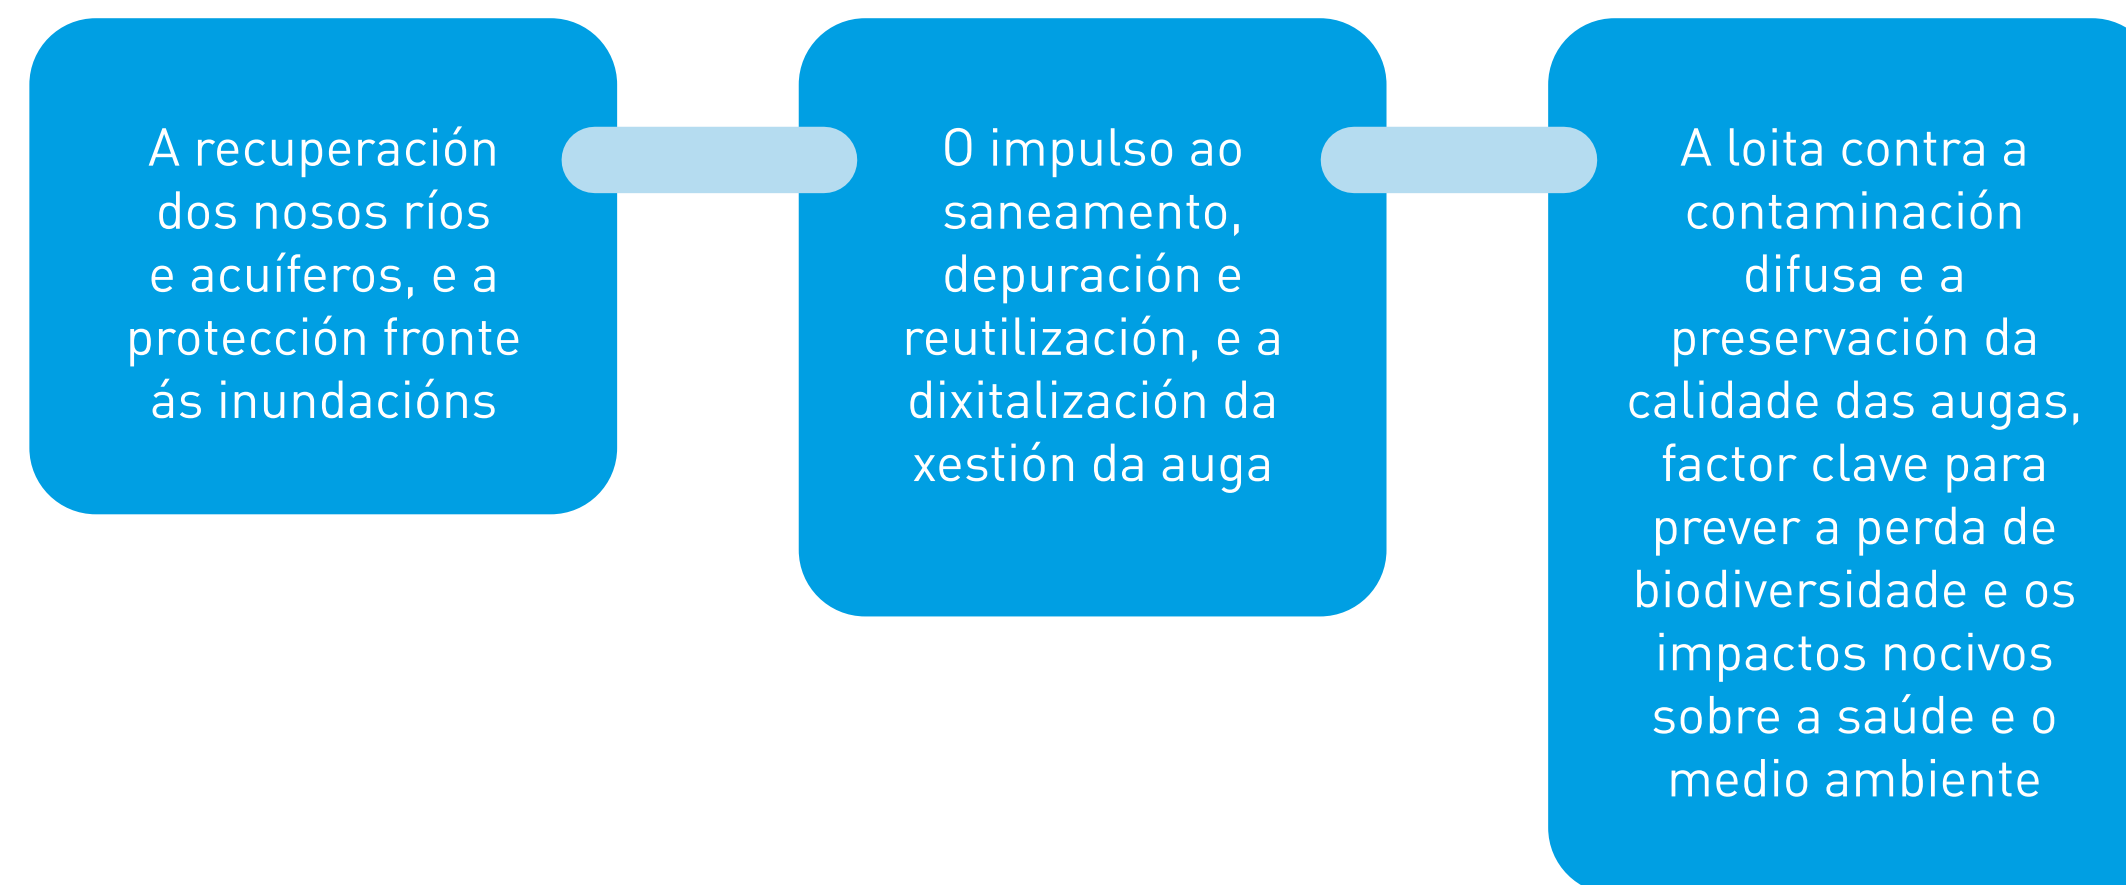 A recuperación
dos nosos ríos
e acuíferos, e a
protección fronte
ás inundacións
O impulso ao
saneamento,
depuración e
reutilización, e a
dixitalización da
xestión da auga
A loita contra a
contaminación
difusa e a
preservación da
calidade das augas,
factor clave para
prever a perda de
biodiversidade e os
impactos nocivos
sobre a saúde e o
medio ambiente